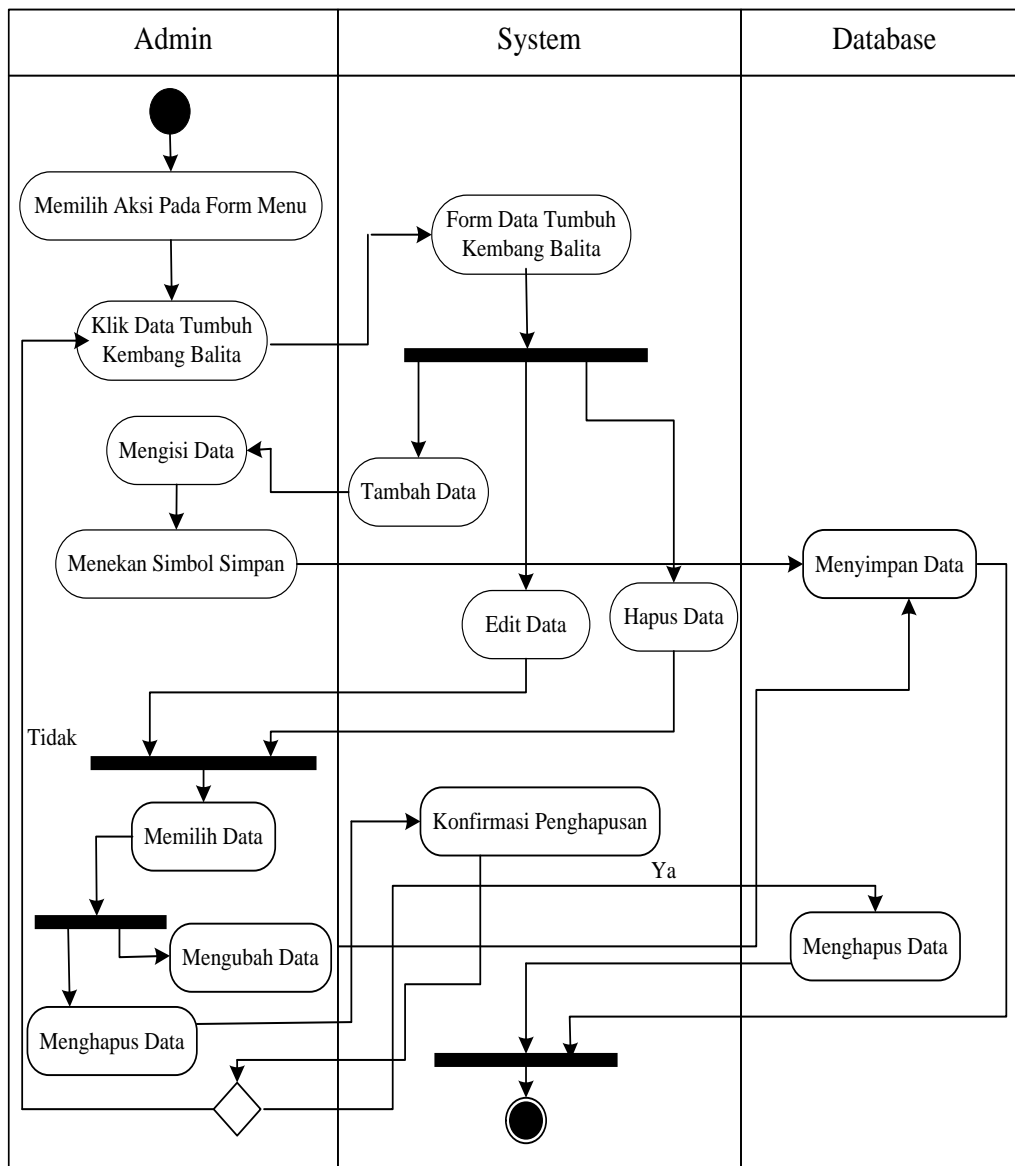 Admin
System
Database
Memilih Aksi Pada Form Menu
Form Data Tumbuh
Kembang Balita
Klik Data Tumbuh
Kembang Balita
Mengisi Data
Tambah Data
Menekan Simbol Simpan
Menyimpan Data
Edit Data
Hapus Data
Tidak
Memilih Data
Konfirmasi Penghapusan
Ya
Mengubah Data
Menghapus Data
Menghapus Data